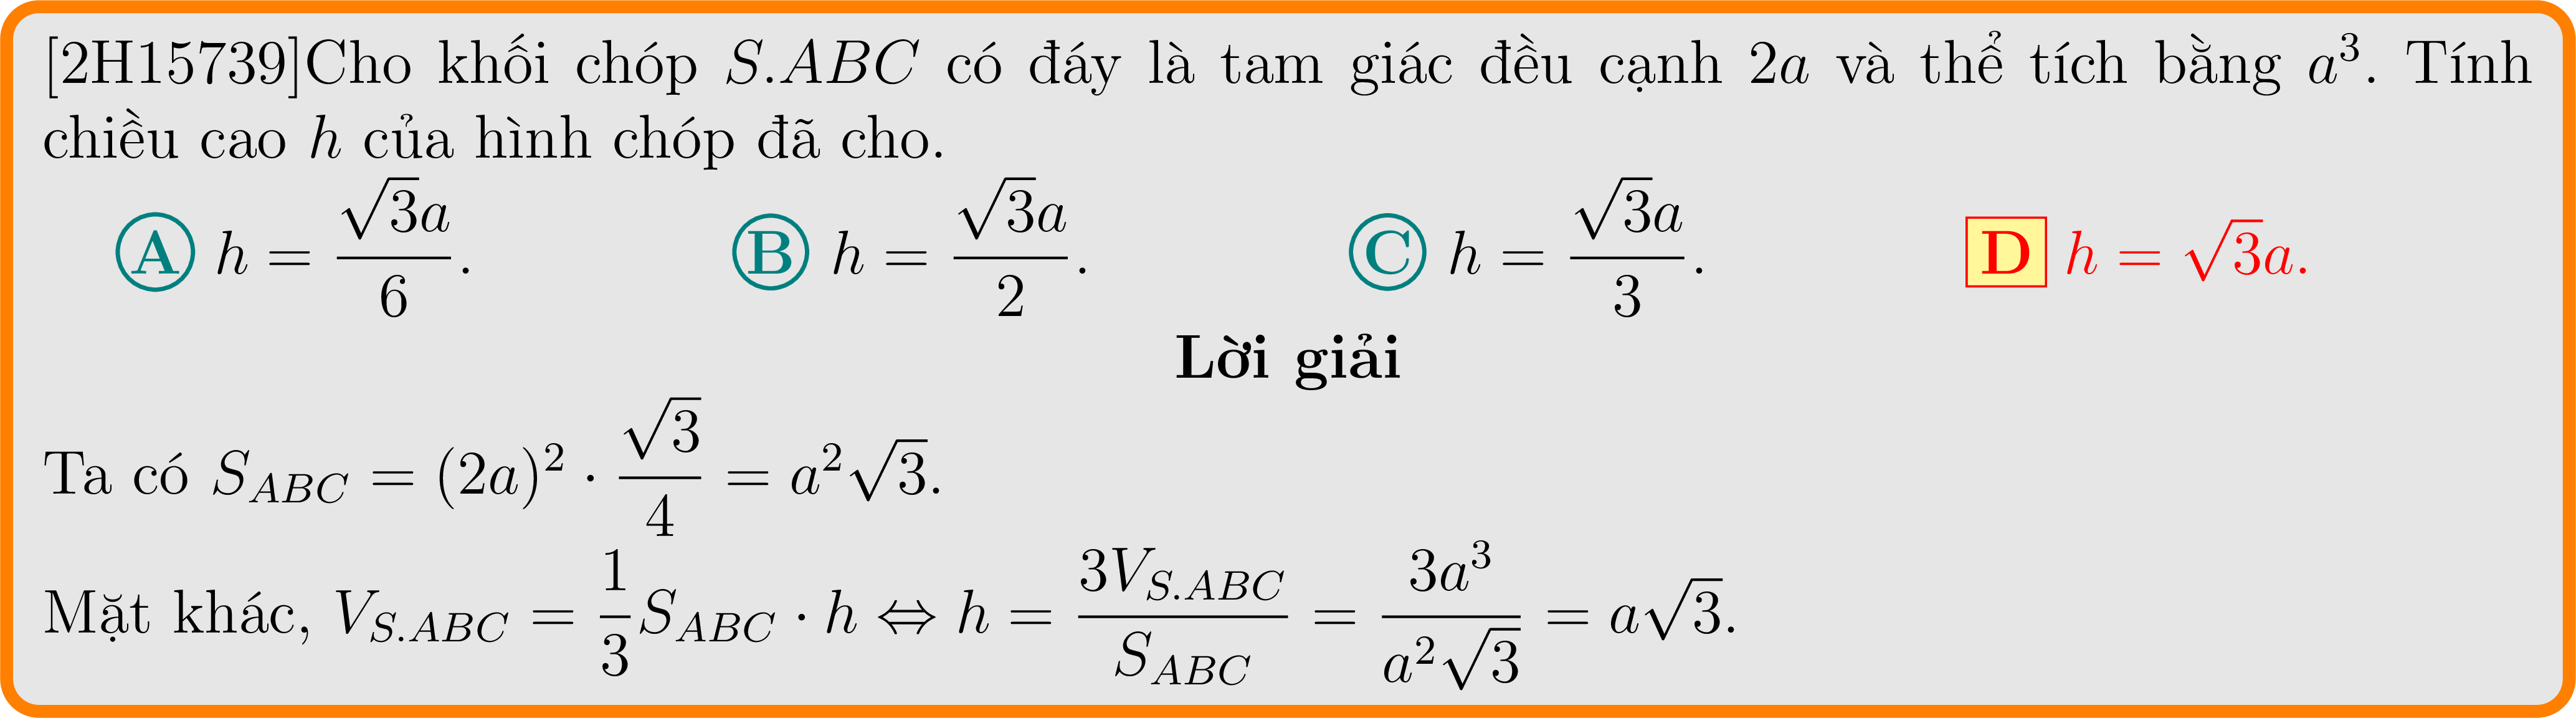 [2H15739]Cho khối chóp S.ABC có đáy là tam giác đều cạnh 2a và thể tích bằng a³. Tính
chiều cao h của hình chóp đã cho.
A h = \frac{\sqrt{3}a}{6}. B h = \frac{\sqrt{3}a}{2}. C h = \frac{\sqrt{3}a}{3}. D h = \sqrt{3}a.
Lời giải
Ta có S_{ABC} = (2a)^2 \cdot \frac{\sqrt{3}}{4} = a^2\sqrt{3}.
Mặt khác, V_{S.ABC} = \frac{1}{3}S_{ABC} \cdot h \Leftrightarrow h = \frac{3V_{S.ABC}}{S_{ABC}} = \frac{3a^3}{a^2\sqrt{3}} = a\sqrt{3}.